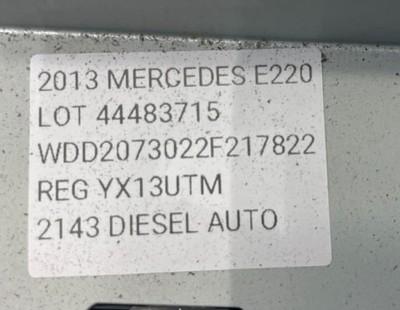 2013 MERCEDES E220
LOT 44483715
WDD2073022F217822
REG YX13UTM
2143 DIESEL AUTO